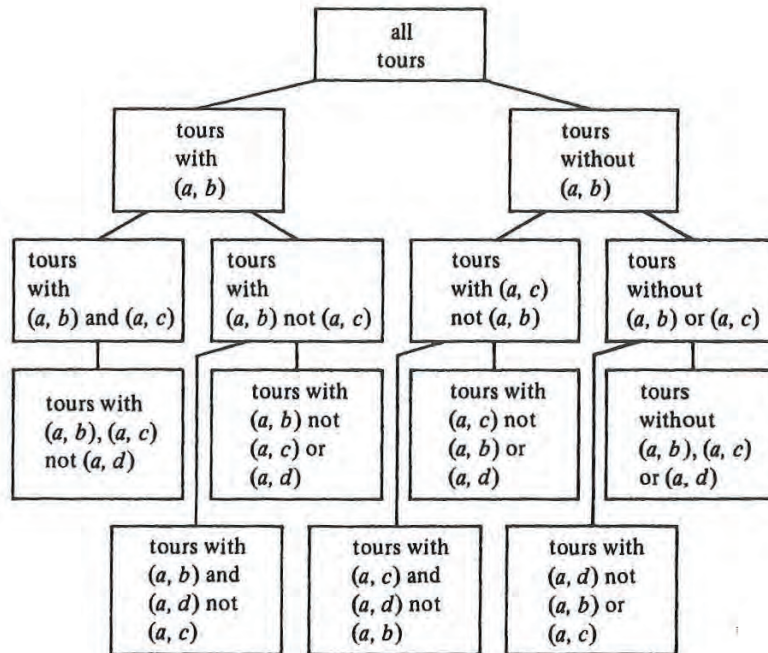 all
tours
tours
with
(a, b)
tours
without
(a, b)
tours
with
(a, b) and (a, c)
tours
with
(a, b) not (a, c)
tours
with (a, c)
not (a, b)
tours
without
(a, b) or (a, c)
tours with
(a, b), (a, c)
not (a, d)
tours with
(a, b) not
(a, c) or
(a, d)
tours with
(a, c) not
(a, b) or
(a, d)
tours
without
(a, b), (a, c)
or (a, d)
tours with
(a, b) and
(a, d) not
(a, c)
tours with
(a, c) and
(a, d) not
(a, b)
tours with
(a, d) not
(a, b) or
(a, c)